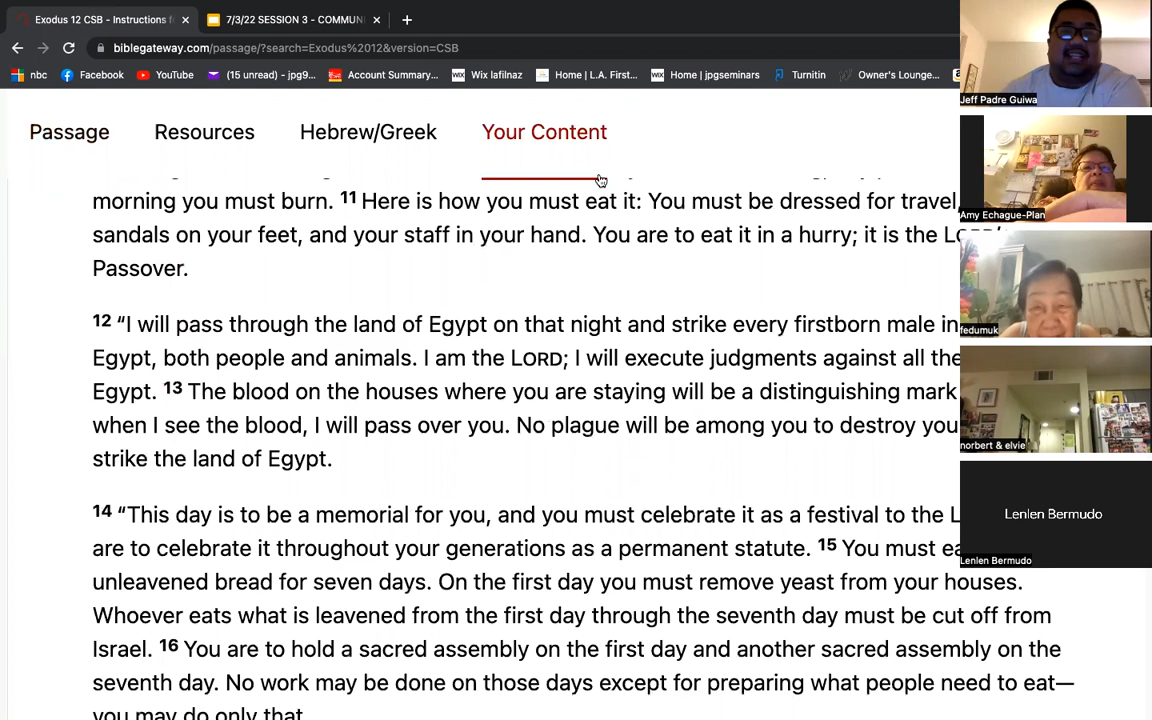 Exodus 12 CSB - Instructions f
7/3/22 SESSION 3 - COMMUN
biblegateway.com/passage/?search=Exodus%2012&version=CSB
nbc Facebook YouTube (15 unread) - jpg9... Account Summary... Wix lafilnaz Home | L.A. First... Home | jpgseminars Turnitin Owner's Lounge...
Passage Resources Hebrew/Greek Your Content
morning you must burn. 11 Here is how you must eat it: You must be dressed for travel,
sandals on your feet, and your staff in your hand. You are to eat it in a hurry; it is the LORD's
Passover.
12 “I will pass through the land of Egypt on that night and strike every firstborn male in
Egypt, both people and animals. I am the LORD; I will execute judgments against all the
Egypt. 13 The blood on the houses where you are staying will be a distinguishing mark
when I see the blood, I will pass over you. No plague will be among you to destroy you
strike the land of Egypt.
14 “This day is to be a memorial for you, and you must celebrate it as a festival to the L
are to celebrate it throughout your generations as a permanent statute. 15 You must ea
unleavened bread for seven days. On the first day you must remove yeast from your houses.
Whoever eats what is leavened from the first day through the seventh day must be cut off from
Israel. 16 You are to hold a sacred assembly on the first day and another sacred assembly on the
seventh day. No work may be done on those days except for preparing what people need to eat—
you may do only that
Jeff Padre Guiwa
Amy Echague-Plan
fedumuk
norbert & elvie
Lenlen Bermudo
Lenlen Bermudo